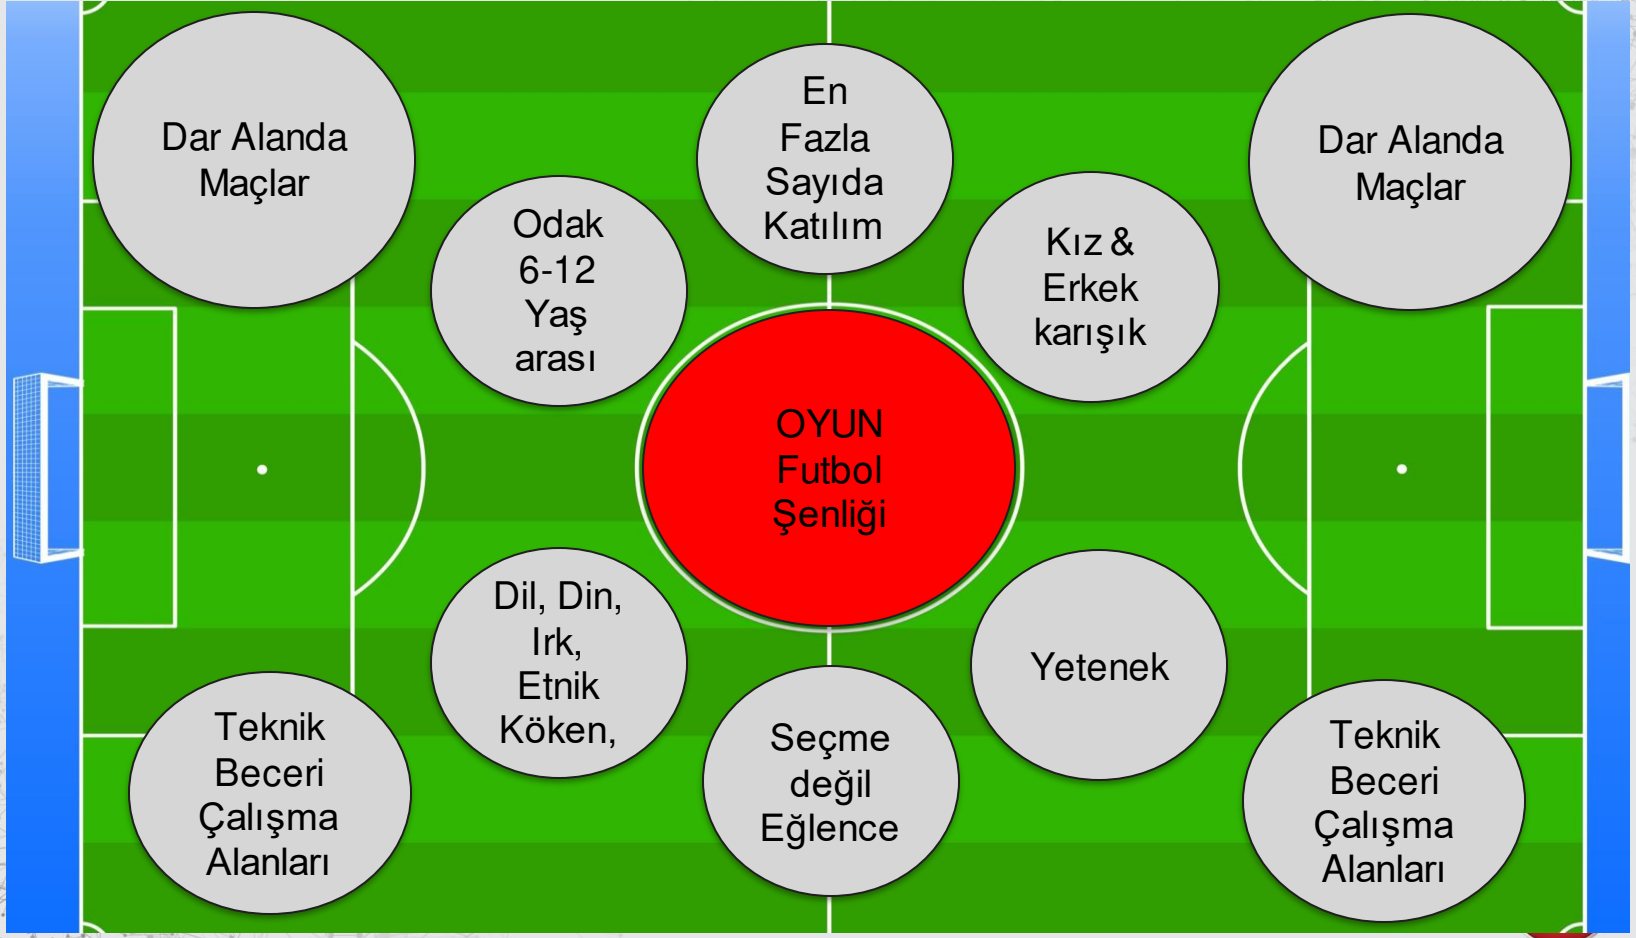 Dar Alanda
Maçlar
En
Fazla
Sayıda
Katılım
Dar Alanda
Maçlar
Odak
6-12
Yaş
arası
Kız &
Erkek
karışık
OYUN
Futbol
Şenliği
Dil, Din,
Irk,
Etnik
Köken,
Yetenek
Teknik
Beceri
Çalışma
Alanları
Seçme
değil
Eğlence
Teknik
Beceri
Çalışma
Alanları